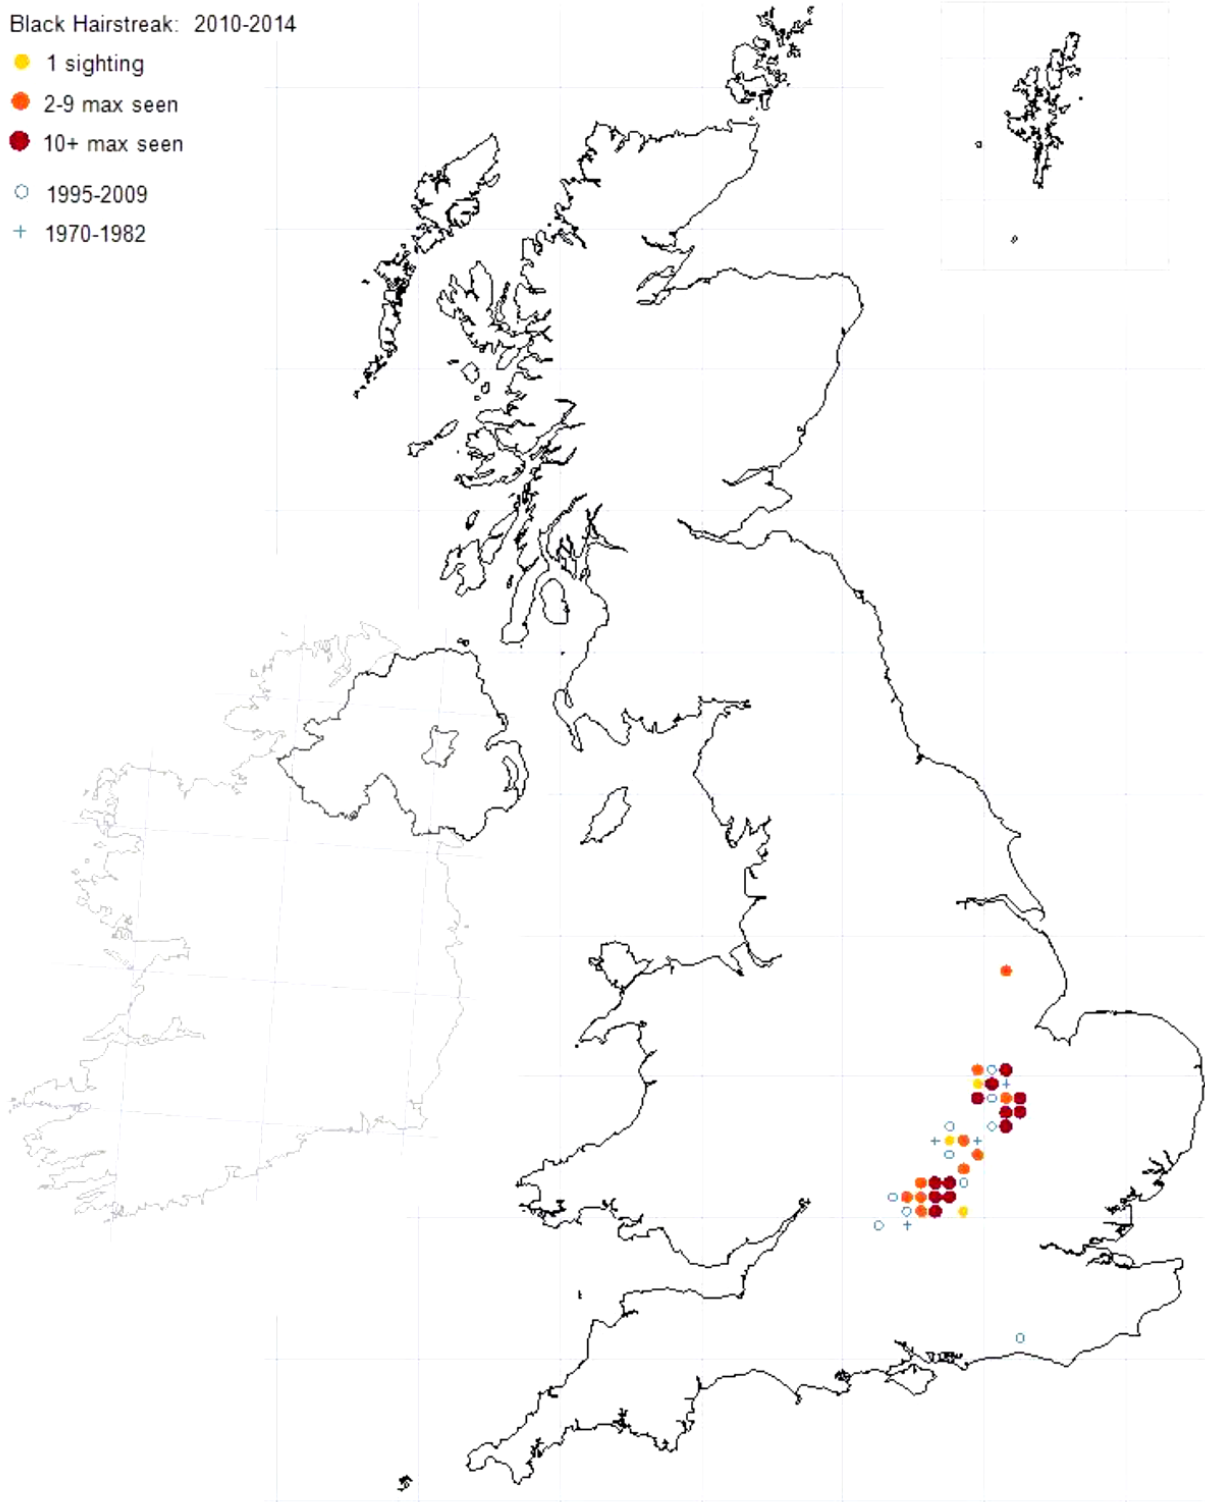 Black Hairstreak: 2010-2014
1 sighting
2-9 max seen
10+ max seen
1995-2009
1970-1982